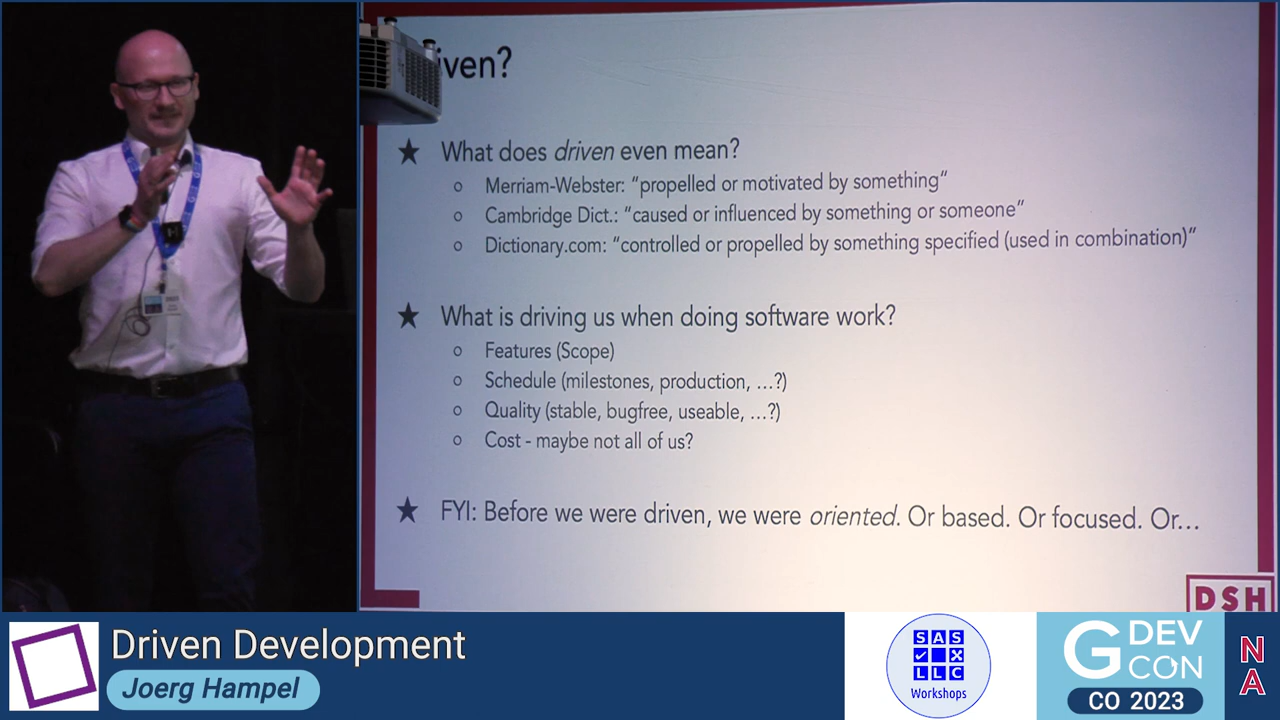 iven?
★ What does driven even mean?
o Merriam-Webster: “propelled or motivated by something“
o Cambridge Dict.: “caused or influenced by something or someone”
o Dictionary.com: “controlled or propelled by something specified (used in combination)”
★ What is driving us when doing software work?
o Features (Scope)
o Schedule (milestones, production, …?)
o Quality (stable, bugfree, useable, …?)
o Cost - maybe not all of us?
★ FYI: Before we were driven, we were oriented. Or based. Or focused. Or…
DSH
Driven Development
Joerg Hampel
SAS
LLC
Workshops
G DEV CON
CO 2023
NA